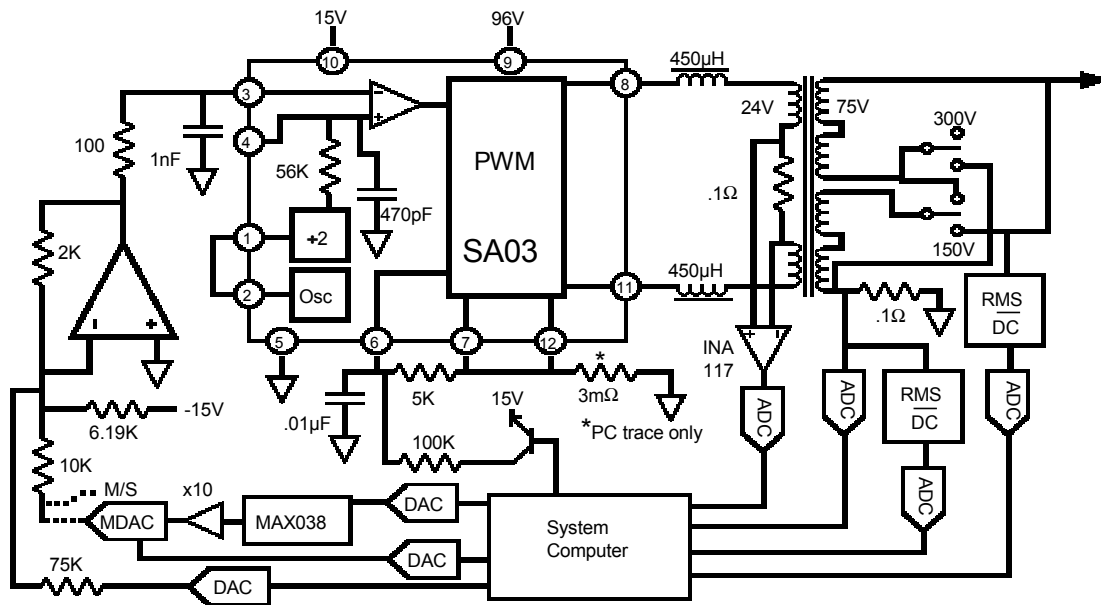 15V
96V
10
9
450µH
3
8
24V
75V
300V
4
100
1nF
56K
PWM
470pF
.1Ω
SA03
2K
1
+2
2
Osc
450µH
11
150V
RMS
DC
.1Ω
5
6
7
12
INA
117
*
5K
3mΩ
15V
*PC trace only
.01µF
-15V
6.19K
100K
ADC
ADC
RMS
DC
ADC
10K
M/S
x10
MDAC
MAX038
DAC
System
Computer
ADC
DAC
75K
DAC